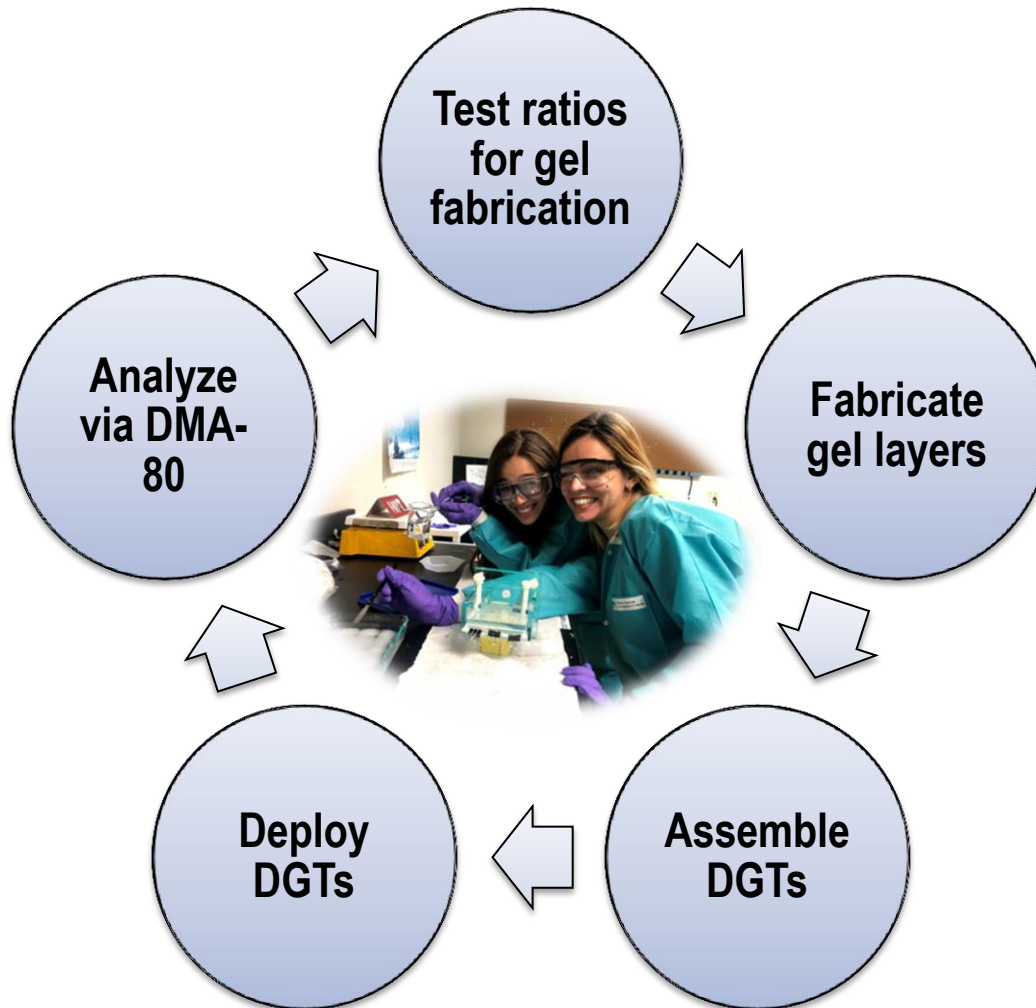 Test ratios
for gel
fabrication
Fabricate
gel layers
Assemble
DGTs
Deploy
DGTs
Analyze
via DMA-
80